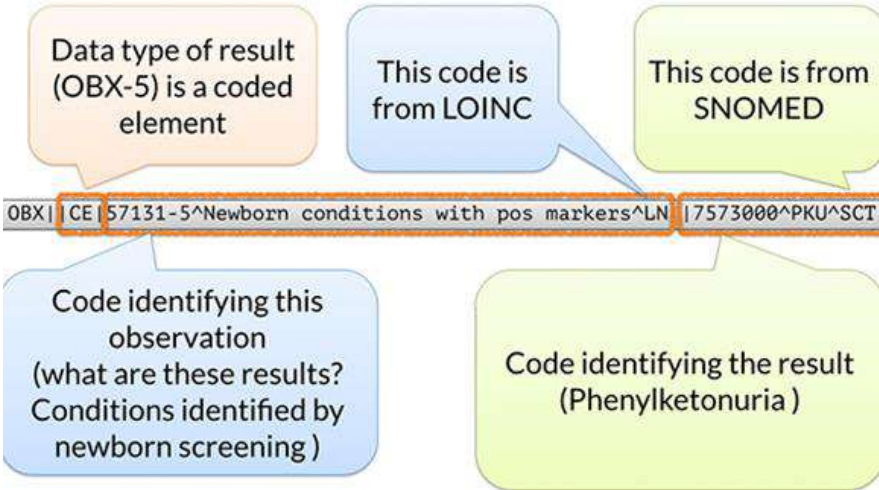 Data type of result
(OBX-5) is a coded
element
This code is
from LOINC
This code is from
SNOMED
OBX||CE|57131-5^Newborn conditions with pos markers^LN||7573000^PKU^SCT
Code identifying this
observation
(what are these results?
Conditions identified by
newborn screening )
Code identifying the result
(Phenylketonuria )